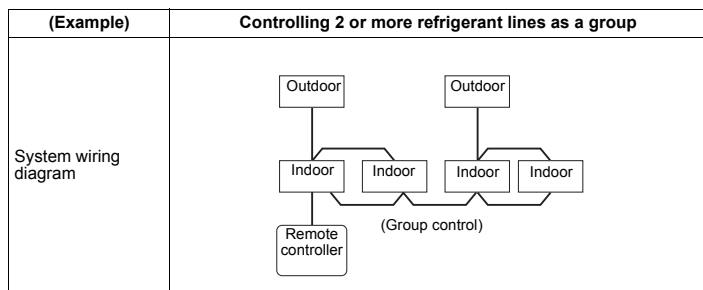 (Example)
Controlling 2 or more refrigerant lines as a group
System wiring
diagram
Outdoor
Outdoor
Indoor
Indoor
Indoor
Indoor
(Group control)
Remote
controller